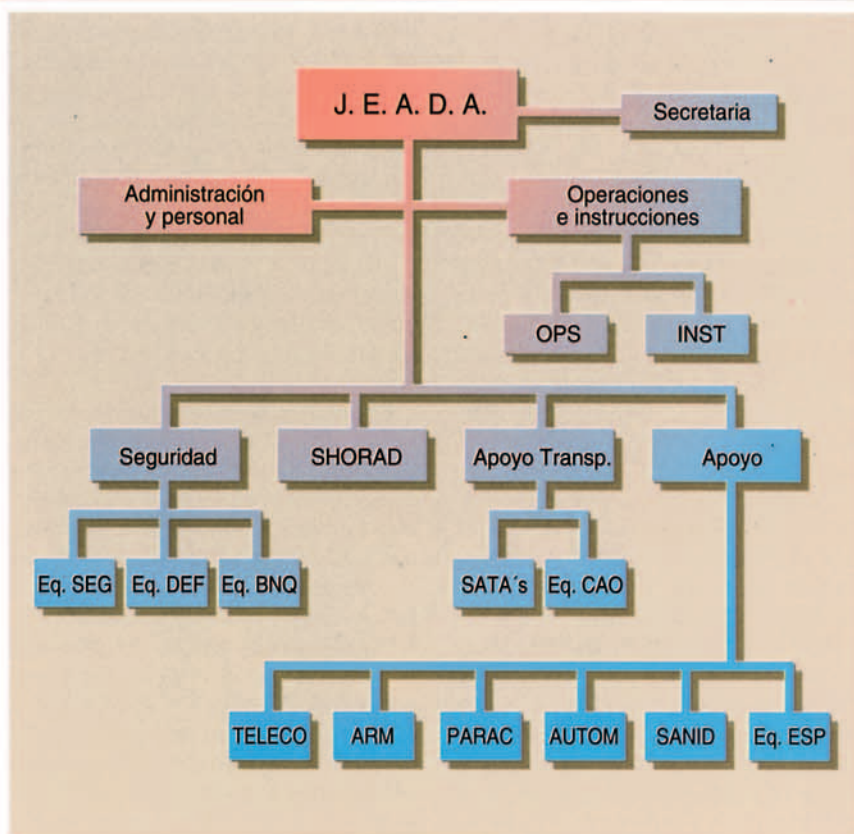 J. E. A. D. A.
Secretaria
Administración
y personal
Operaciones
e instrucciones
OPS
INST
Seguridad
SHORAD
Apoyo Transp.
Apoyo
Eq. SEG
Eq. DEF
Eq. BNQ
SATA´s
Eq. CAO
TELECO
ARM
PARAC
AUTOM
SANID
Eq. ESP